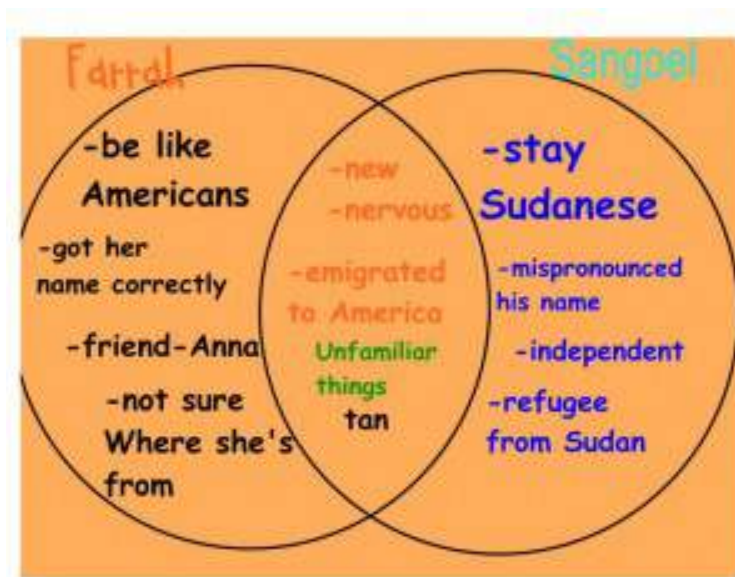 Farrah
Sangoel
-be like
Americans
-got her
name correctly
-friend-Anna
-not sure
Where she's
from
-new
-nervous
-emigrated
to America
Unfamiliar
things
tan
-stay
Sudanese
-mispronounced
his name
-independent
-refugee
from Sudan